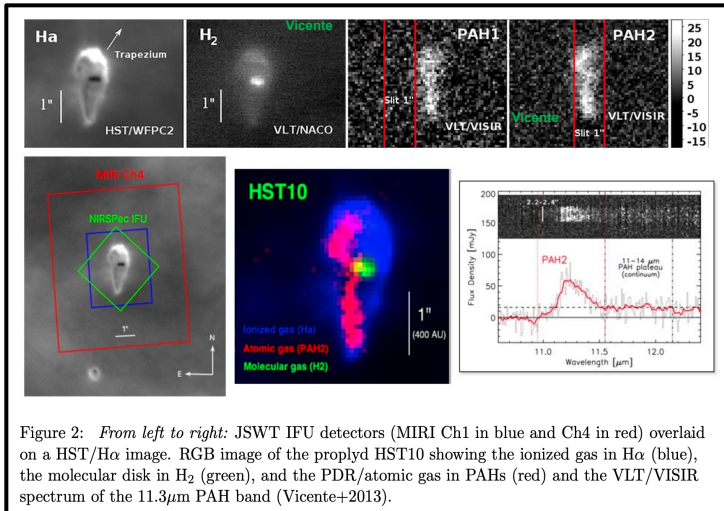 Ha
Trapezium
1"
HST/WFPC2
H2
Vicente
1"
VLT/NACO
PAH1
Slit 1"
VLT/VISIR
PAH2
Vicente
Slit 1"
VLT/VISIR
25
20
15
10
5
0
-5
-10
-15
MIRI Ch4
NIRSPec IFU
1"
N
E
HST10
1"
(400 AU)
Ionized gas (Ha)
Atomic gas (PAH2)
Molecular gas (H2)
200
150
100
50
0
Flux Density [mJy]
2.2-2.4"
PAH2
11-14 μm
PAH plateau
(continuum)
11.0
11.5
12.0
Wavelength [μm]
Figure 2: From left to right: JSWT IFU detectors (MIRI Ch1 in blue and Ch4 in red) overlaid
on a HST/Hα image. RGB image of the proplyd HST10 showing the ionized gas in Hα (blue),
the molecular disk in H₂ (green), and the PDR/atomic gas in PAHs (red) and the VLT/VISIR
spectrum of the 11.3μm PAH band (Vicente+2013).